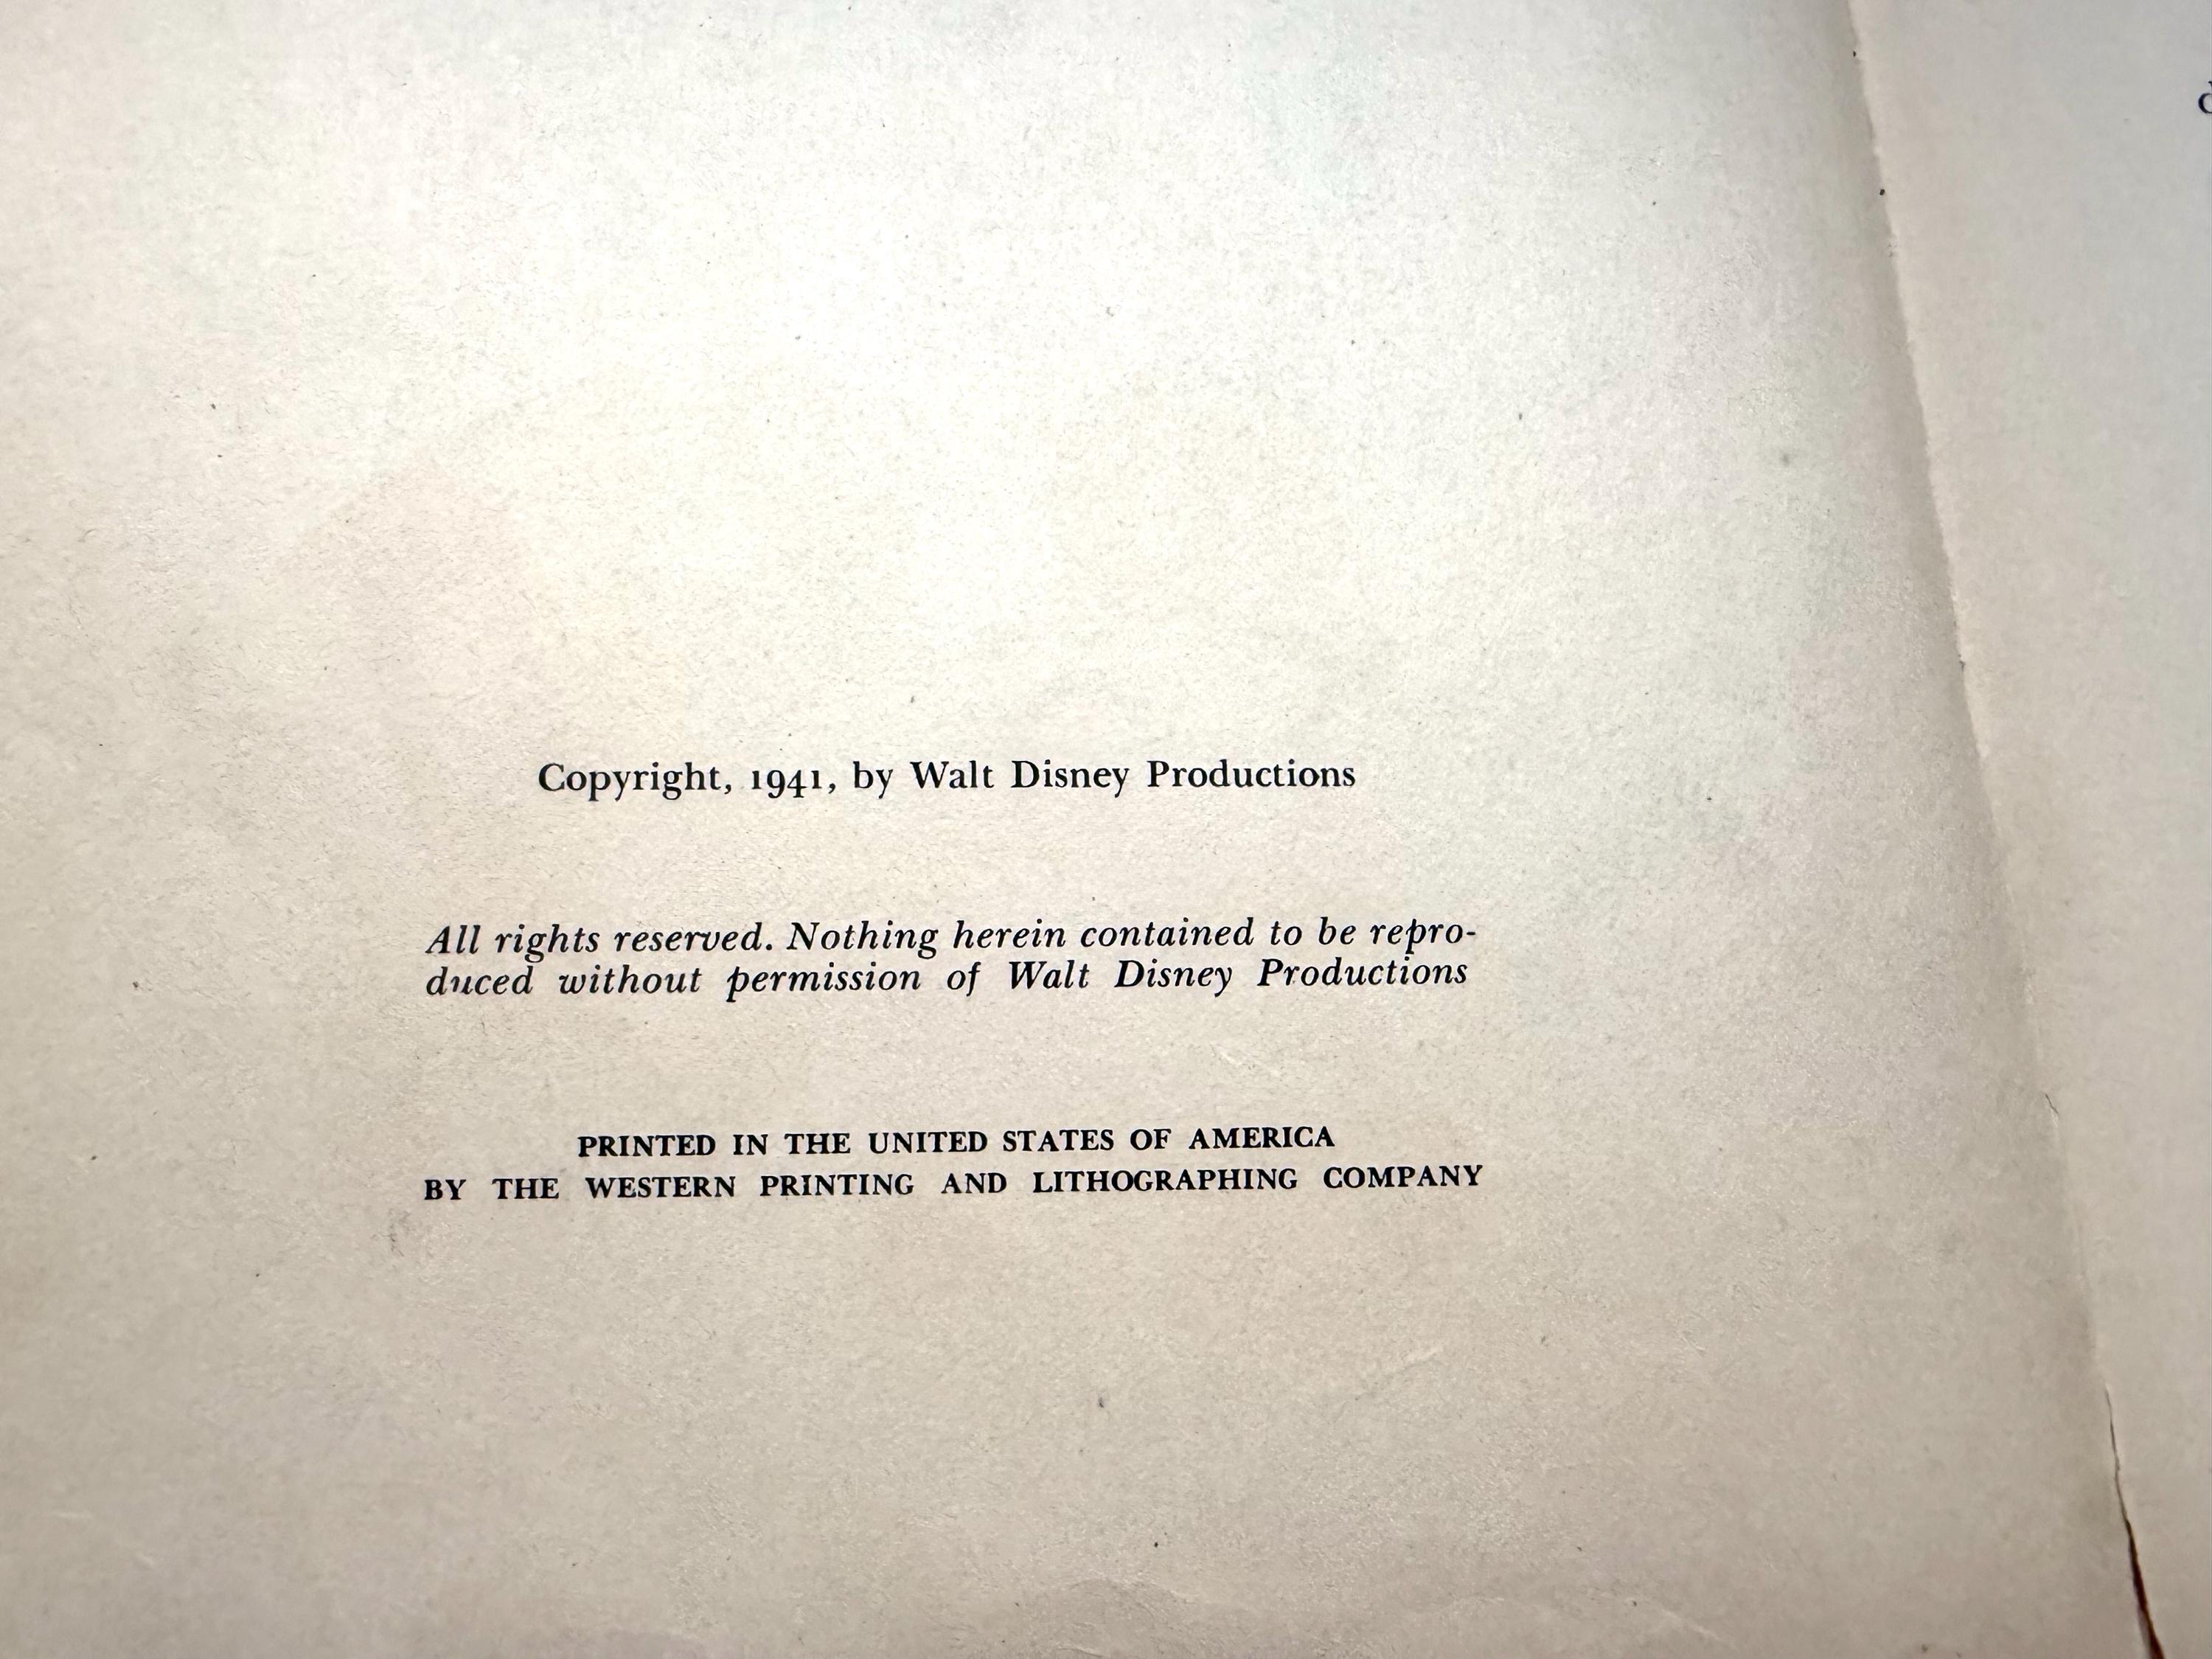 Copyright, 1941, by Walt Disney Productions
All rights reserved. Nothing herein contained to be repro-
duced without permission of Walt Disney Productions
PRINTED IN THE UNITED STATES OF AMERICA
BY THE WESTERN PRINTING AND LITHOGRAPHING COMPANY